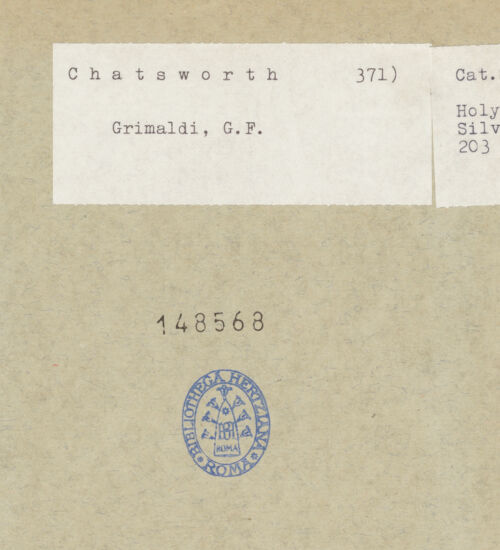 Chatsworth 371)
Grimaldi, G.F.
Cat.
Holy
Silv
203
148568
BIBLIOTHECA HERTZIANA
ROMA
ROMA